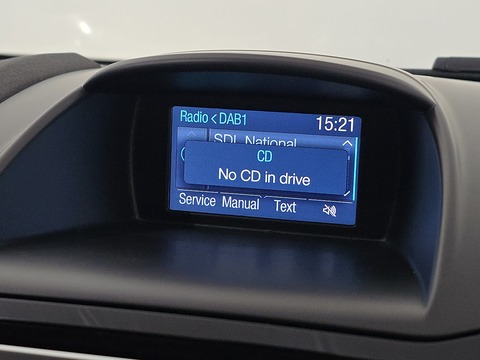 Radio < DAB1 15:21
SDL National
CD
No CD in drive
Service Manual Text